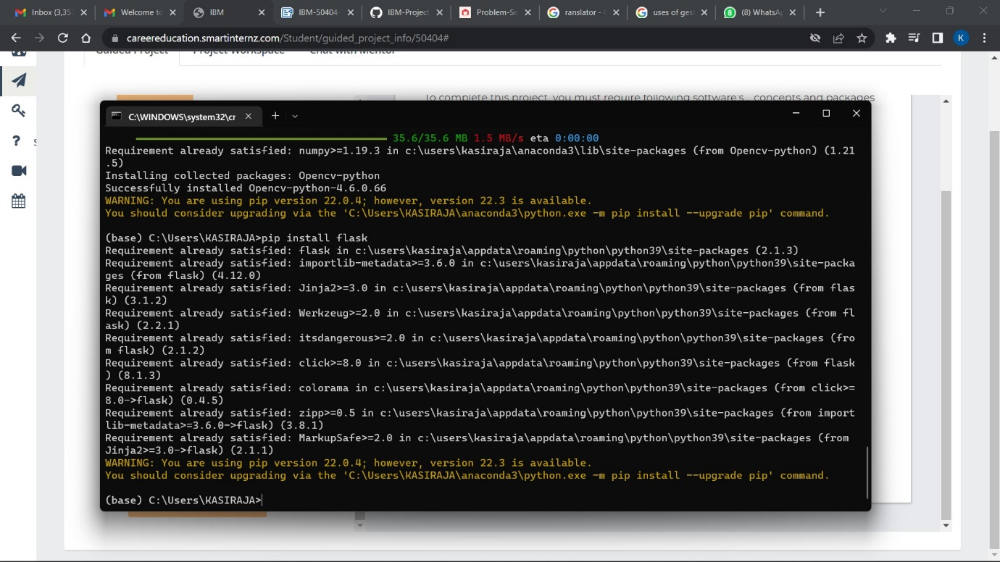 Inbox (3,353
Welcome to
IBM
IBM-50404-
IBM-Project
Problem-So
ranslator -
uses of ges
(8) WhatsAp
careereducation.smartinternz.com/Student/guided_project_info/50404#
K
Guided Project
Project Workspace
Chat with Mentor
To complete this project, you must require following software's , concepts and packages
C:\WINDOWS\system32\cr
35.6/35.6 MB 1.5 MB/s eta 0:00:00
Requirement already satisfied: numpy>=1.19.3 in c:\users\kasiraja\anaconda3\lib\site-packages (from Opencv-python) (1.21
.5)
Installing collected packages: Opencv-python
Successfully installed Opencv-python-4.6.0.66
WARNING: You are using pip version 22.0.4; however, version 22.3 is available.
You should consider upgrading via the 'C:\Users\KASIRAJA\anaconda3\python.exe -m pip install --upgrade pip' command.
(base) C:\Users\KASIRAJA>pip install flask
Requirement already satisfied: flask in c:\users\kasiraja\appdata\roaming\python\python39\site-packages (2.1.3)
Requirement already satisfied: importlib-metadata>=3.6.0 in c:\users\kasiraja\appdata\roaming\python\python39\site-packa
ges (from flask) (4.12.0)
Requirement already satisfied: Jinja2>=3.0 in c:\users\kasiraja\appdata\roaming\python\python39\site-packages (from flas
k) (3.1.2)
Requirement already satisfied: Werkzeug>=2.0 in c:\users\kasiraja\appdata\roaming\python\python39\site-packages (from fl
ask) (2.2.1)
Requirement already satisfied: itsdangerous>=2.0 in c:\users\kasiraja\appdata\roaming\python\python39\site-packages (fro
m flask) (2.1.2)
Requirement already satisfied: click>=8.0 in c:\users\kasiraja\appdata\roaming\python\python39\site-packages (from flask
) (8.1.3)
Requirement already satisfied: colorama in c:\users\kasiraja\appdata\roaming\python\python39\site-packages (from click>=
8.0->flask) (0.4.5)
Requirement already satisfied: zipp>=0.5 in c:\users\kasiraja\appdata\roaming\python\python39\site-packages (from import
lib-metadata>=3.6.0->flask) (3.8.1)
Requirement already satisfied: MarkupSafe>=2.0 in c:\users\kasiraja\appdata\roaming\python\python39\site-packages (from
Jinja2>=3.0->flask) (2.1.1)
WARNING: You are using pip version 22.0.4; however, version 22.3 is available.
You should consider upgrading via the 'C:\Users\KASIRAJA\anaconda3\python.exe -m pip install --upgrade pip' command.
(base) C:\Users\KASIRAJA>